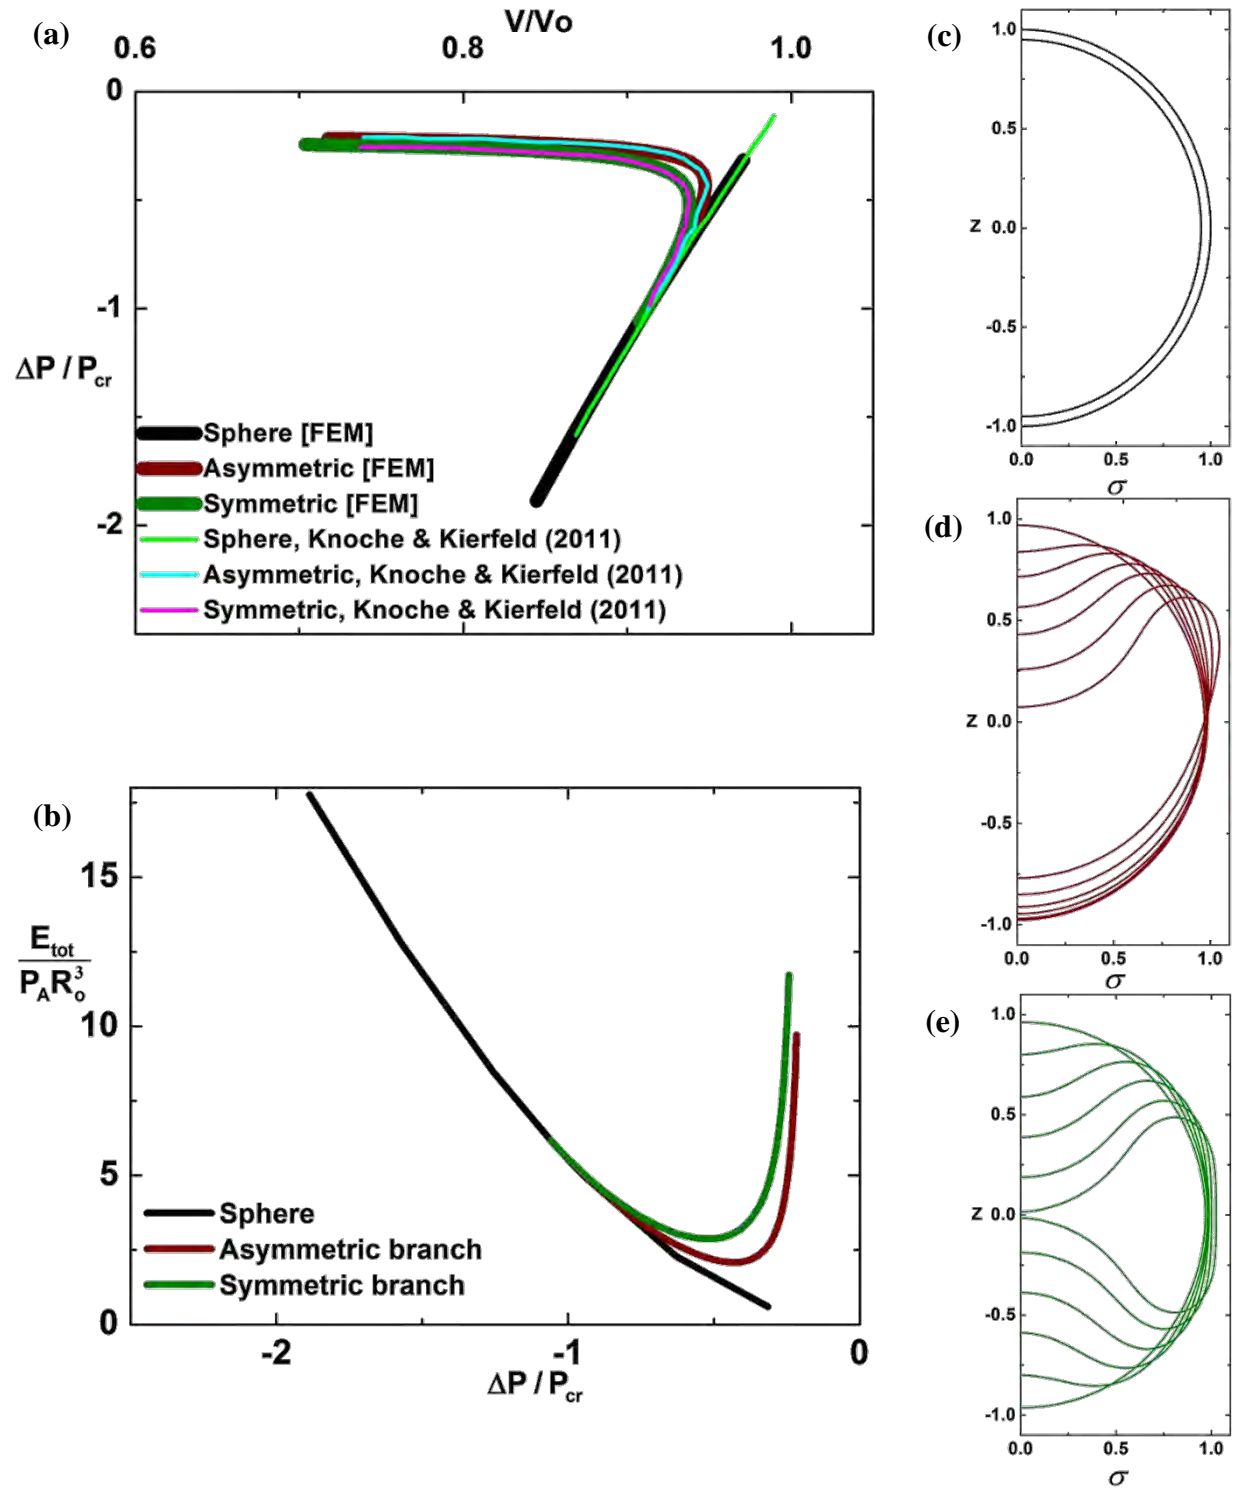 (a)
V/Vo
0.6 0.8 1.0
0
-1
ΔP / Pcr
-2
Sphere [FEM]
Asymmetric [FEM]
Symmetric [FEM]
Sphere, Knoche & Kierfeld (2011)
Asymmetric, Knoche & Kierfeld (2011)
Symmetric, Knoche & Kierfeld (2011)
(b)
15
Etot
PARo3
10
5
0
Sphere
Asymmetric branch
Symmetric branch
-2 -1 0
ΔP / Pcr
(c)
1.0
0.5
z 0.0
-0.5
-1.0
0.0 0.5 1.0
σ
(d)
1.0
0.5
z 0.0
-0.5
-1.0
0.0 0.5 1.0
σ
(e)
1.0
0.5
z 0.0
-0.5
-1.0
0.0 0.5 1.0
σ